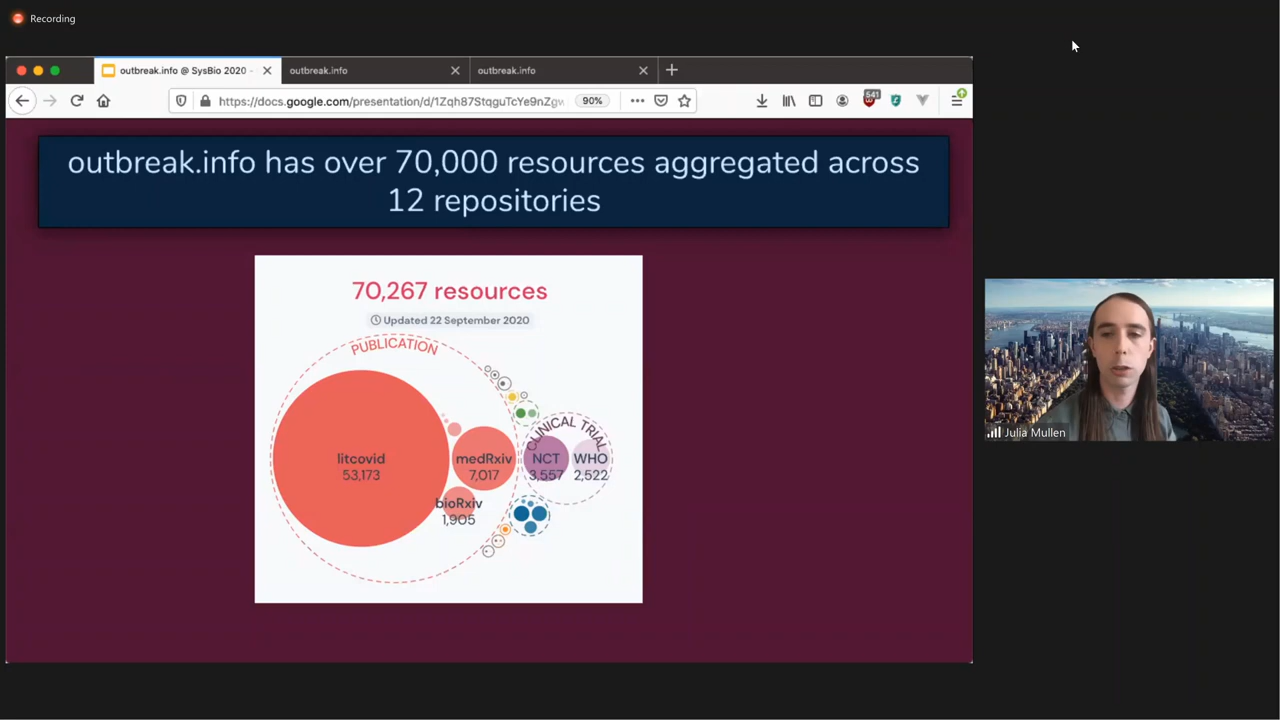 Recording
outbreak.info @ SysBio 2020 -
outbreak.info
outbreak.info
https://docs.google.com/presentation/d/1Zqh87StqguTcYe9nZgw
90%
541
outbreak.info has over 70,000 resources aggregated across
12 repositories
70,267 resources
Updated 22 September 2020
PUBLICATION
CLINICAL TRIAL
litcovid
53,173
medRxiv
7,017
NCT
3,557
WHO
2,522
bioRxiv
1,905
Julia Mullen